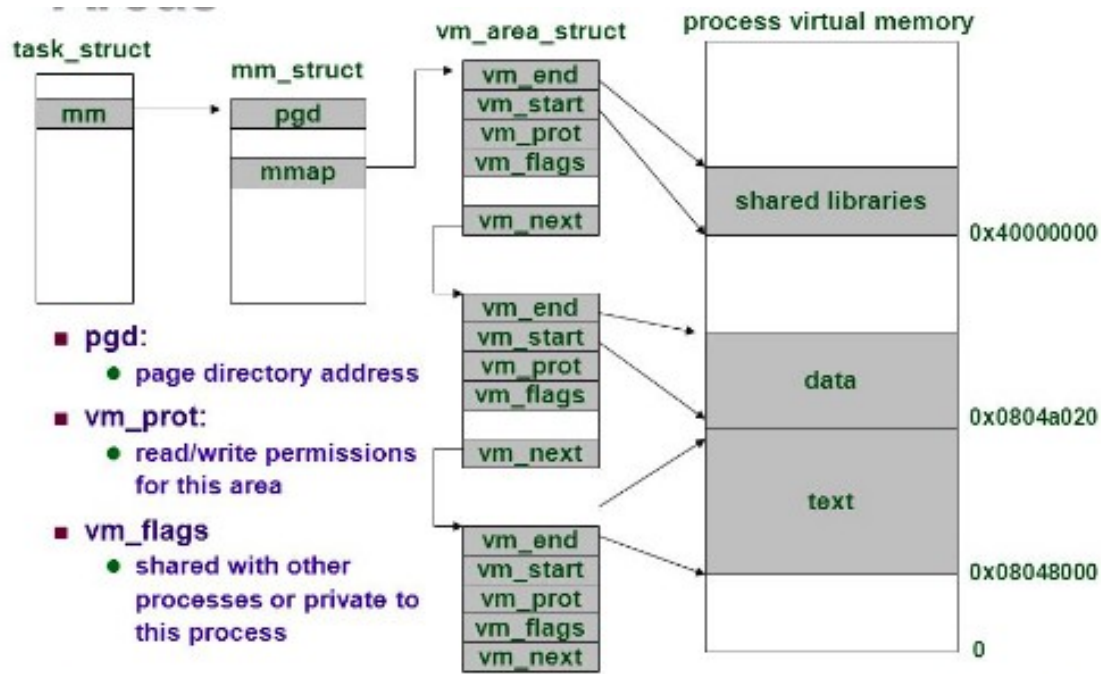 process virtual memory
vm_area_struct
task_struct
mm_struct
mm
pgd
mmap
vm_end
vm_start
vm_prot
vm_flags
vm_next
vm_end
vm_start
vm_prot
vm_flags
vm_next
vm_end
vm_start
vm_prot
vm_flags
vm_next
shared libraries
0x40000000
data
0x0804a020
text
0x08048000
0
pgd:
page directory address
vm_prot:
read/write permissions
for this area
vm_flags
shared with other
processes or private to
this process